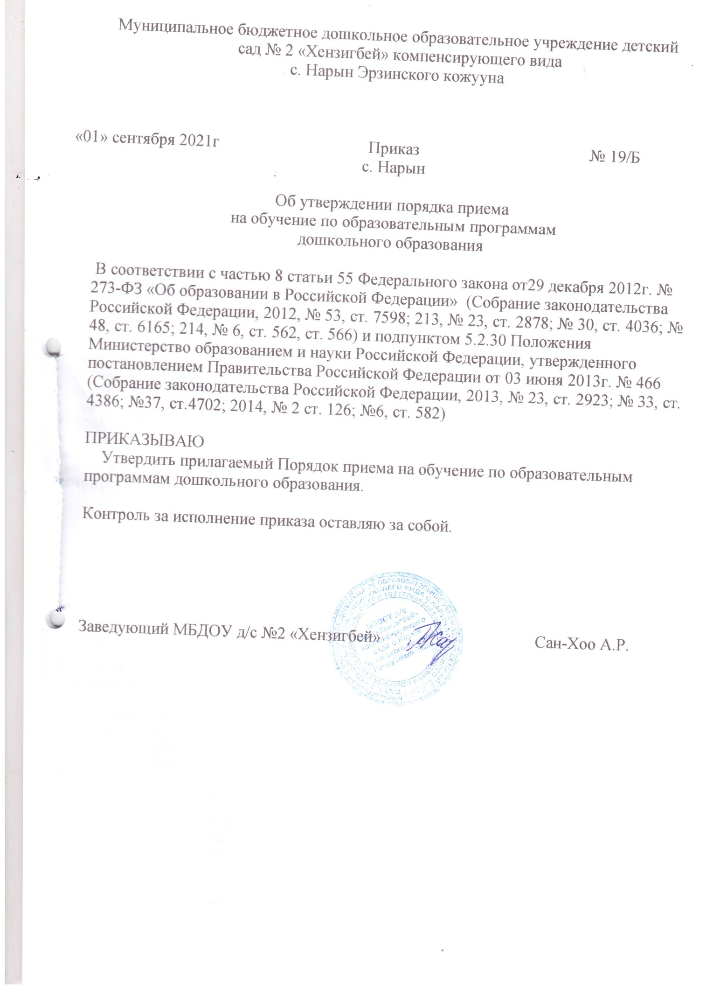 Муниципальное бюджетное дошкольное образовательное учреждение детский
сад № 2 «Хензигбей» компенсирующего вида
с. Нарын Эрзинского кожууна
«01» сентября 2021г
Приказ
№ 19/Б
с. Нарын
Об утверждении порядка приема
на обучение по образовательным программам
дошкольного образования
В соответствии с частью 8 статьи 55 Федерального закона от29 декабря 2012г. №
273-ФЗ «Об образовании в Российской Федерации» (Собрание законодательства
Российской Федерации, 2012, № 53, ст. 7598; 213, № 23, ст. 2878; № 30, ст. 4036; №
48, ст. 6165; 214, № 6, ст. 562, ст. 566) и подпунктом 5.2.30 Положения
Министерство образованием и науки Российской Федерации, утвержденного
постановлением Правительства Российской Федерации от 03 июня 2013г. № 466
(Собрание законодательства Российской Федерации, 2013, № 23, ст. 2923; № 33, ст.
4386; №37, ст.4702; 2014, № 2 ст. 126; №6, ст. 582)
ПРИКАЗЫВАЮ
Утвердить прилагаемый Порядок приема на обучение по образовательным
программам дошкольного образования.
Контроль за исполнение приказа оставляю за собой.
Заведующий МБДОУ д/с №2 «Хензигбей»
Сан-Хоо А.Р.
МБДОУ д/с
«Хензигбей»
компенсирующего
вида с. Нарын
Эрзинского
Республики